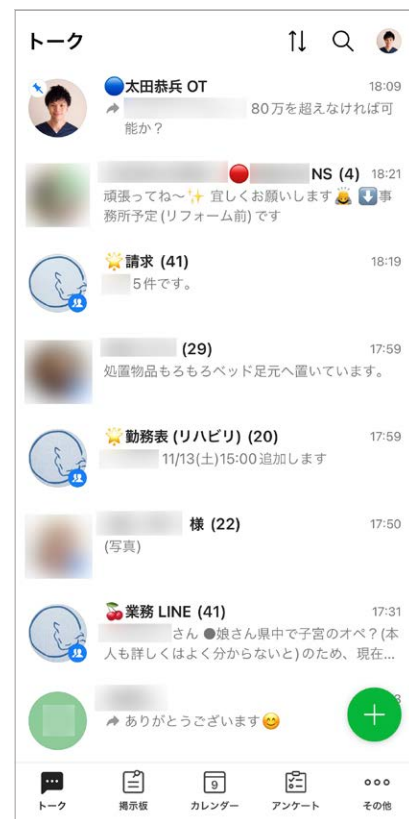 トーク
太田恭兵 OT 18:09
80万を超えなければ可
能か？
NS (4) 18:21
頑張ってね〜✨ 宜しくお願いします🙇⬇️事
務所予定(リフォーム前)です
🌟請求 (41) 18:19
5件です。
(29) 17:59
処置物品もろもろベッド足元へ置いています。
🌟勤務表 (リハビリ) (20) 17:59
11/13(土)15:00追加します
様 (22) 17:50
(写真)
🍒業務 LINE (41) 17:31
さん ●娘さん県中で子宮のオペ？(本
人も詳しくはよく分からないと)のため、現在...
ありがとうございます😊
トーク 掲示板 9 カレンダー アンケート その他